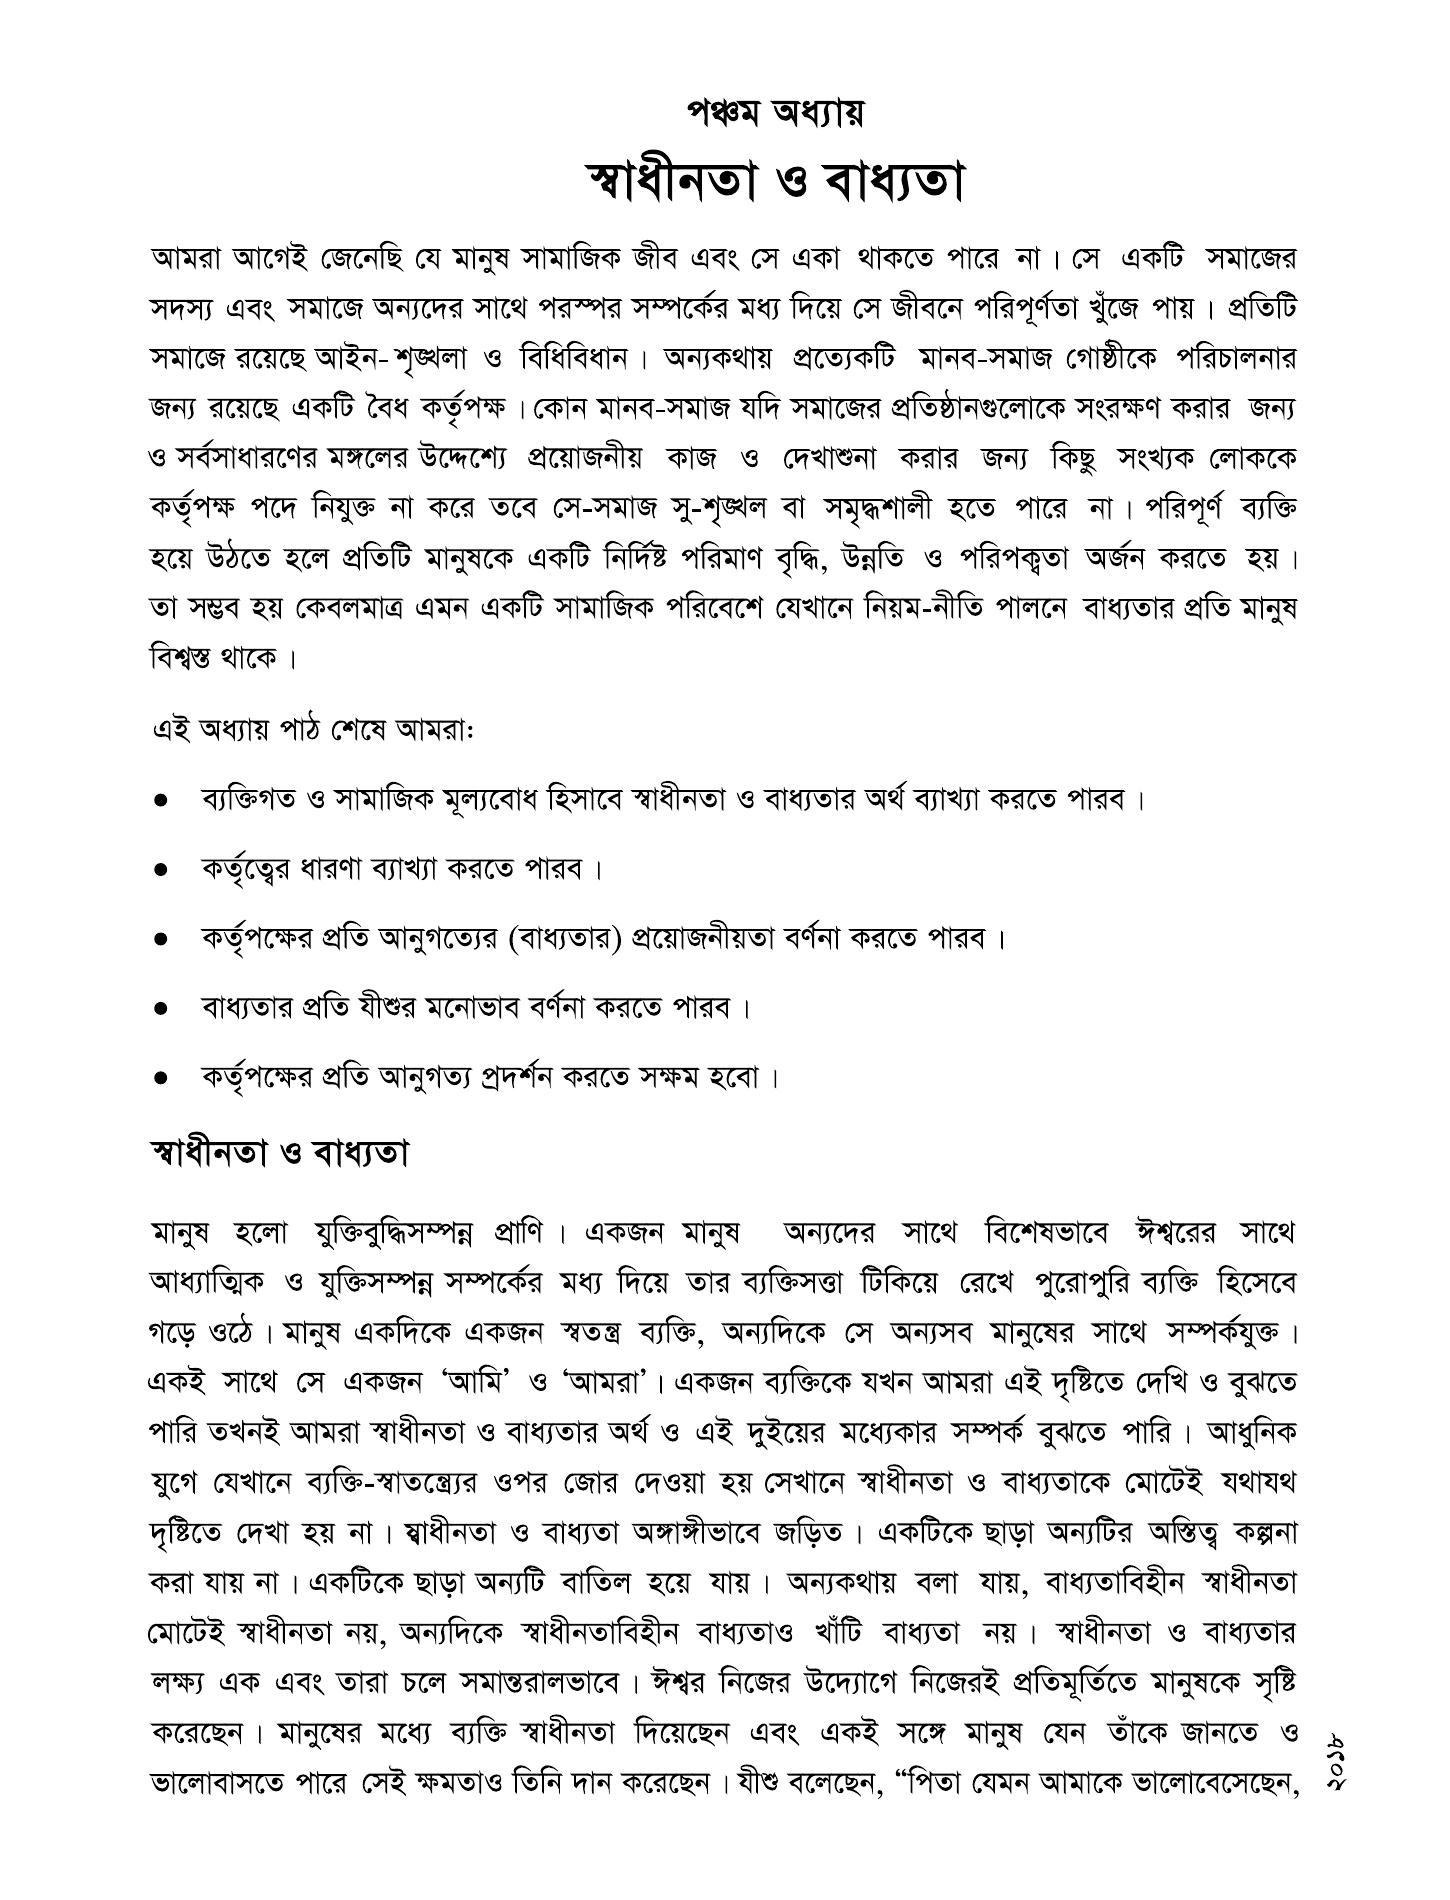 পঞ্চম অধ্যায়
স্বাধীনতা ও বাধ্যতা
আমরা আগেই জেনেছি যে মানুষ সামাজিক জীব এবং সে একা থাকতে পারে না । সে একটি সমাজের
সদস্য এবং সমাজে অন্যদের সাথে পরস্পর সম্পর্কের মধ্য দিয়ে সে জীবনে পরিপূর্ণতা খুঁজে পায় । প্রতিটি
সমাজে রয়েছে আইন- শৃঙ্খলা ও বিধিবিধান । অন্যকথায় প্রত্যেকটি মানব-সমাজ গোষ্ঠীকে পরিচালনার
জন্য রয়েছে একটি বৈধ কর্তৃপক্ষ । কোন মানব-সমাজ যদি সমাজের প্রতিষ্ঠানগুলোকে সংরক্ষণ করার জন্য
ও সর্বসাধারণের মঙ্গলের উদ্দেশ্যে প্রয়োজনীয় কাজ ও দেখাশুনা করার জন্য কিছু সংখ্যক লোককে
কর্তৃপক্ষ পদে নিযুক্ত না করে তবে সে-সমাজ সু-শৃঙ্খল বা সমৃদ্ধশালী হতে পারে না । পরিপূর্ণ ব্যক্তি
হয়ে উঠতে হলে প্রতিটি মানুষকে একটি নির্দিষ্ট পরিমাণ বৃদ্ধি, উন্নতি ও পরিপক্বতা অর্জন করতে হয় ।
তা সম্ভব হয় কেবলমাত্র এমন একটি সামাজিক পরিবেশে যেখানে নিয়ম-নীতি পালনে বাধ্যতার প্রতি মানুষ
বিশ্বস্ত থাকে ।
এই অধ্যায় পাঠ শেষে আমরা:
● ব্যক্তিগত ও সামাজিক মূল্যবোধ হিসাবে স্বাধীনতা ও বাধ্যতার অর্থ ব্যাখ্যা করতে পারব ।
● কর্তৃত্বের ধারণা ব্যাখ্যা করতে পারব ।
● কর্তৃপক্ষের প্রতি আনুগত্যের (বাধ্যতার) প্রয়োজনীয়তা বর্ণনা করতে পারব ।
● বাধ্যতার প্রতি যীশুর মনোভাব বর্ণনা করতে পারব ।
● কর্তৃপক্ষের প্রতি আনুগত্য প্রদর্শন করতে সক্ষম হবো ।
স্বাধীনতা ও বাধ্যতা
মানুষ হলো যুক্তিবুদ্ধিসম্পন্ন প্রাণি । একজন মানুষ অন্যদের সাথে বিশেষভাবে ঈশ্বরের সাথে
আধ্যাত্মিক ও যুক্তিসম্পন্ন সম্পর্কের মধ্য দিয়ে তার ব্যক্তিসত্তা টিকিয়ে রেখে পুরোপুরি ব্যক্তি হিসেবে
গড়ে ওঠে । মানুষ একদিকে একজন স্বতন্ত্র ব্যক্তি, অন্যদিকে সে অন্যসব মানুষের সাথে সম্পর্কযুক্ত ।
একই সাথে সে একজন ‘আমি’ ও ‘আমরা’ । একজন ব্যক্তিকে যখন আমরা এই দৃষ্টিতে দেখি ও বুঝতে
পারি তখনই আমরা স্বাধীনতা ও বাধ্যতার অর্থ ও এই দুইয়ের মধ্যেকার সম্পর্ক বুঝতে পারি । আধুনিক
যুগে যেখানে ব্যক্তি-স্বাতন্ত্র্যের ওপর জোর দেওয়া হয় সেখানে স্বাধীনতা ও বাধ্যতাকে মোটেই যথাযথ
দৃষ্টিতে দেখা হয় না । স্বাধীনতা ও বাধ্যতা অঙ্গাঙ্গীভাবে জড়িত । একটিকে ছাড়া অন্যটির অস্তিত্ব কল্পনা
করা যায় না । একটিকে ছাড়া অন্যটি বাতিল হয়ে যায় । অন্যকথায় বলা যায়, বাধ্যতাবিহীন স্বাধীনতা
মোটেই স্বাধীনতা নয়, অন্যদিকে স্বাধীনতাবিহীন বাধ্যতাও খাঁটি বাধ্যতা নয় । স্বাধীনতা ও বাধ্যতার
লক্ষ্য এক এবং তারা চলে সমান্তরালভাবে । ঈশ্বর নিজের উদ্যোগে নিজেরই প্রতিমূর্তিতে মানুষকে সৃষ্টি
করেছেন । মানুষের মধ্যে ব্যক্তি স্বাধীনতা দিয়েছেন এবং একই সঙ্গে মানুষ যেন তাঁকে জানতে ও
ভালোবাসতে পারে সেই ক্ষমতাও তিনি দান করেছেন । যীশু বলেছেন, “পিতা যেমন আমাকে ভালোবেসেছেন,
২০১৮